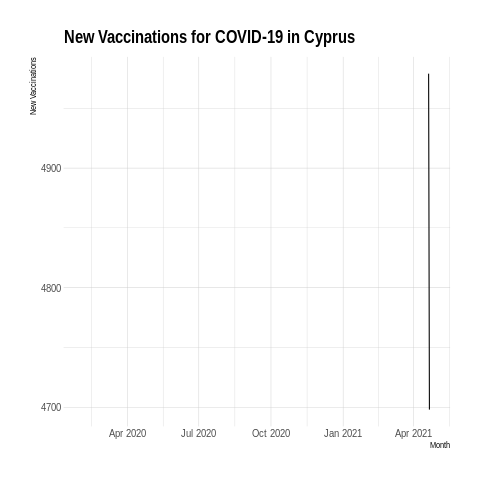 New Vaccinations for COVID-19 in Cyprus
New Vaccinations
4900
4800
4700
Apr 2020
Jul 2020
Oct 2020
Jan 2021
Apr 2021
Month